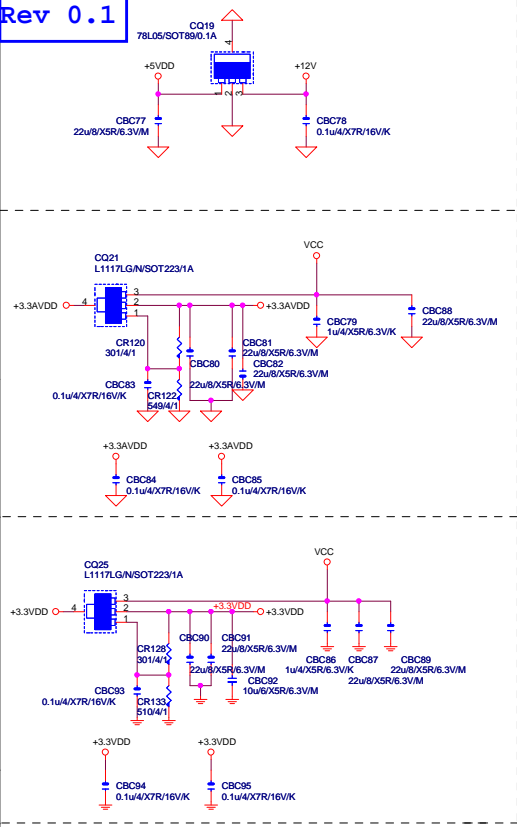 Rev 0.1
CQ19
78L05/SOT89/0.1A
4
+5VDD
+12V
1 2 3
CBC77
22u/8/X5R/6.3V/M
CBC78
0.1u/4/X7R/16V/K
CQ21
L1117LG/N/SOT223/1A
VCC
+3.3AVDD
4
3
2
1
+3.3AVDD
CBC79
1u/4/X5R/6.3V/K
CBC88
22u/8/X5R/6.3V/M
CR120
301/4/1
CBC80
22u/8/X5R/6.3V/M
CBC81
22u/8/X5R/6.3V/M
CBC82
22u/8/X5R/6.3V/M
CBC83
0.1u/4/X7R/16V/K
CR122
549/4/1
+3.3AVDD
+3.3AVDD
CBC84
0.1u/4/X7R/16V/K
CBC85
0.1u/4/X7R/16V/K
CQ25
L1117LG/N/SOT223/1A
VCC
+3.3VDD
4
3
2
1
+3.3VDD
+3.3VDD
CR128
301/4/1
CBC90
22u/8/X5R/6.3V/M
CBC91
22u/8/X5R/6.3V/M
CBC92
10u/6/X5R/6.3V/M
CBC86
1u/4/X5R/6.3V/K
CBC87
22u/8/X5R/6.3V/M
CBC89
22u/8/X5R/6.3V/M
CBC93
0.1u/4/X7R/16V/K
CR133
510/4/1
+3.3VDD
+3.3VDD
CBC94
0.1u/4/X7R/16V/K
CBC95
0.1u/4/X7R/16V/K